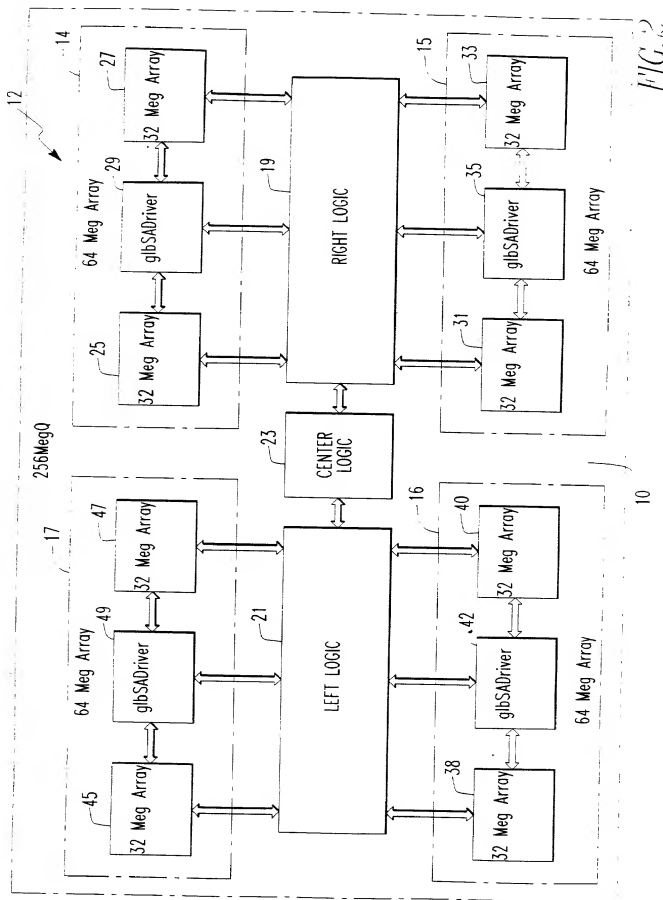 12
256MegQ
17
64 Meg Array
45
32 Meg Array
49
glbSADriver
47
32 Meg Array
14
64 Meg Array
25
32 Meg Array
29
glbSADriver
27
32 Meg Array
21
LEFT LOGIC
23
CENTER
LOGIC
19
RIGHT LOGIC
16
38
32 Meg Array
42
glbSADriver
40
32 Meg Array
64 Meg Array
15
31
32 Meg Array
35
glbSADriver
33
32 Meg Array
64 Meg Array
10
FIG. 2